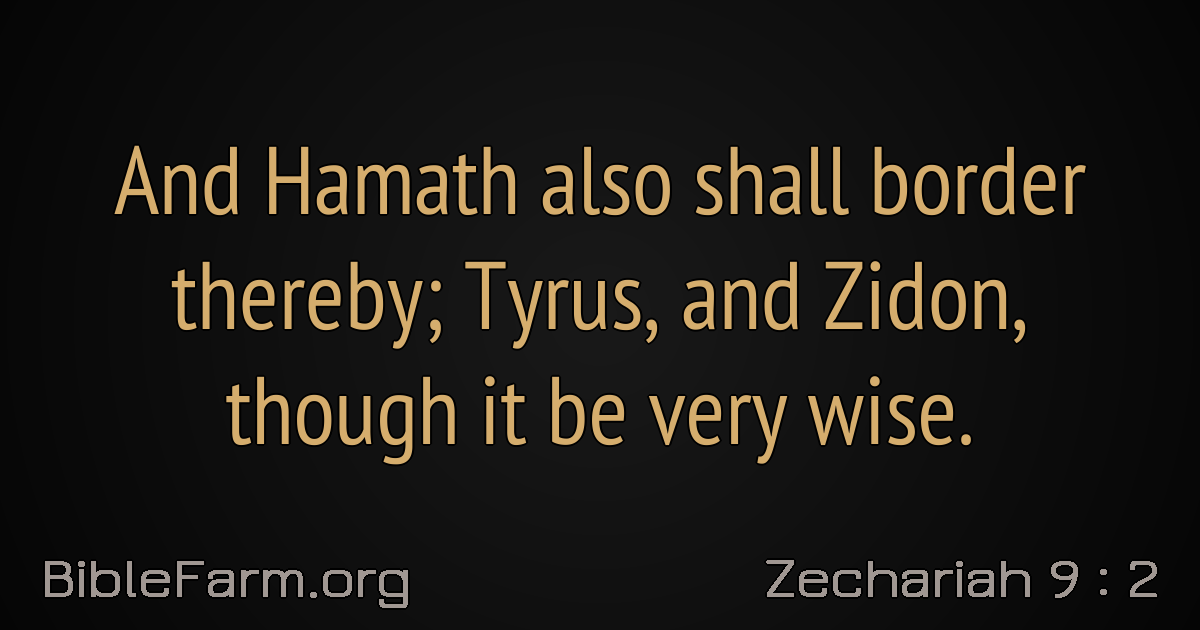 And Hamath also shall border
thereby; Tyrus, and Zidon,
though it be very wise.
BibleFarm.org
Zechariah 9 : 2